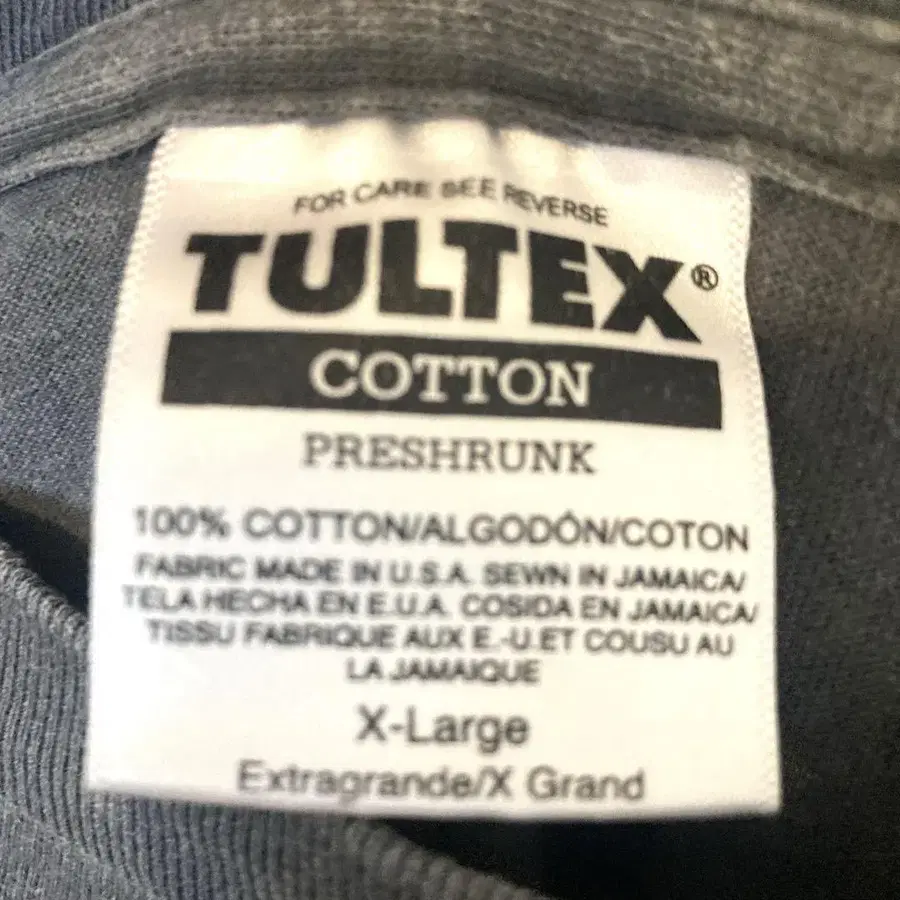 FOR CARE SEE REVERSE
TULTEX®
COTTON
PRESHRUNK
100% COTTON/ALGODÓN/COTON
FABRIC MADE IN U.S.A. SEWN IN JAMAICA/
TELA HECHA EN E.U.A. COSIDA EN JAMAICA/
TISSU FABRIQUE AUX E.-U.ET COUSU AU
LA JAMAIQUE
X-Large
Extragrande/X Grand